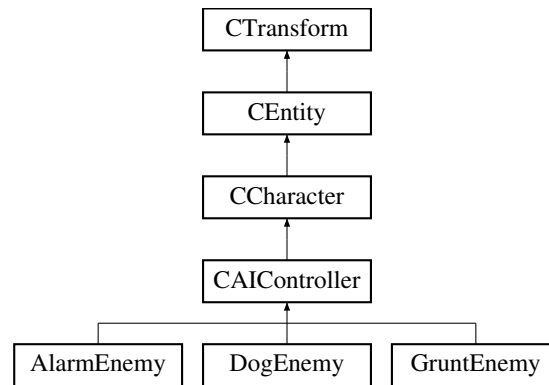 CTransform
CEntity
CCharacter
CAIController
AlarmEnemy DogEnemy GruntEnemy